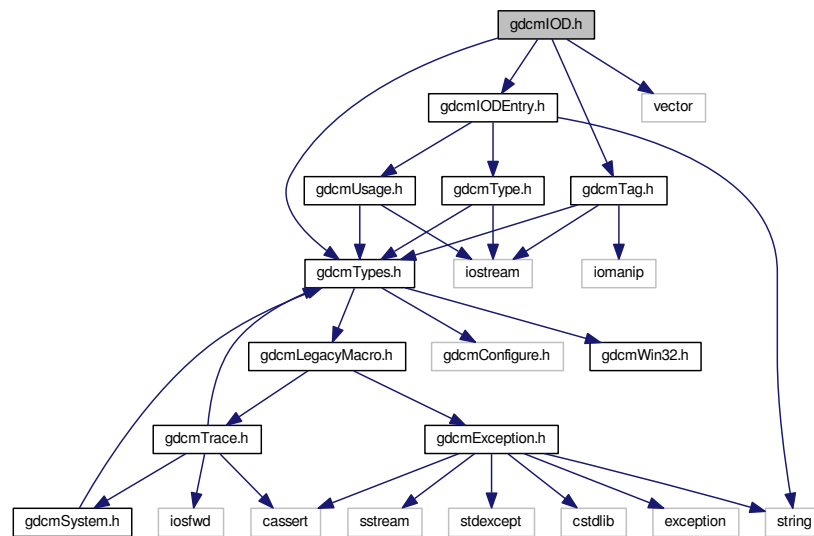 gdcmIOD.h
gdcmIODEntry.h
vector
gdcmUsage.h
gdcmType.h
gdcmTag.h
gdcmTypes.h
iostream
iomanip
gdcmLegacyMacro.h
gdcmConfigure.h
gdcmWin32.h
gdcmTrace.h
gdcmException.h
gdcmSystem.h
iosfwd
cassert
sstream
stdexcept
cstdlib
exception
string